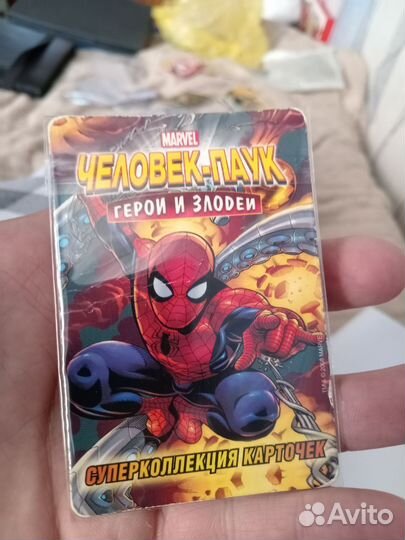 MARVEL
ЧЕЛОВЕК-ПАУК
ГЕРОИ И ЗЛОДЕИ
СУПЕРКОЛЛЕКЦИЯ КАРТОЧЕК
Avito